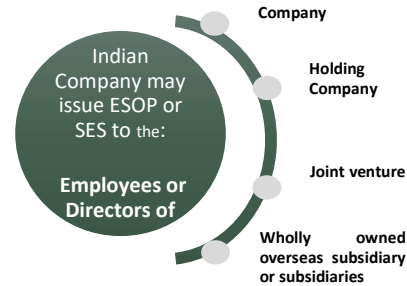 Indian
Company may
issue ESOP or
SES to the:
Employees or
Directors of
Company
Holding
Company
Joint venture
Wholly owned
overseas subsidiary
or subsidiaries